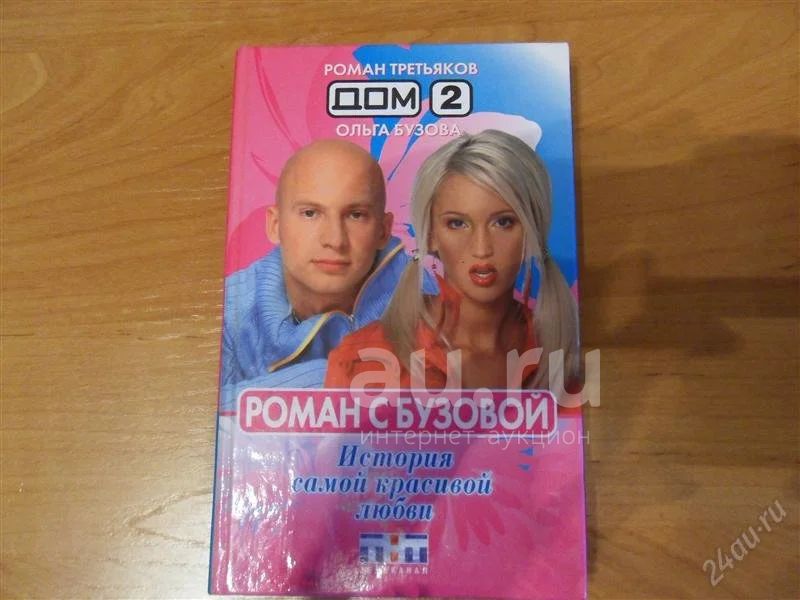 РОМАН ТРЕТЬЯКОВ
ДОМ 2
ОЛЬГА БУЗОВА
au.ru
РОМАН С БУЗОВОЙ
интернет-аукцион
История
самой красивой
любви
ТНТ
ТЕЛЕКАНАЛ
24au.ru